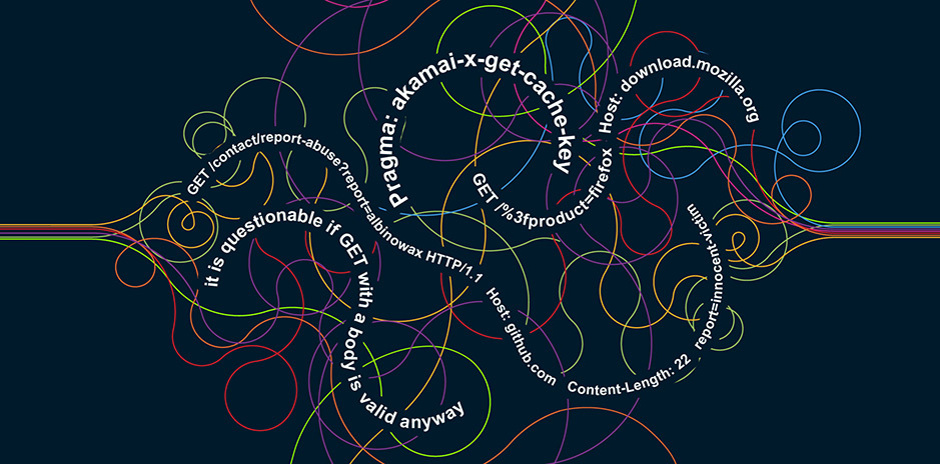 Pragma: akamai-x-get-cache-key
GET /%3fproduct=firefox Host: download.mozilla.org
GET /contact/report-abuse?report=albinowax HTTP/1.1 Host: github.com Content-Length: 22 report=innocent-victim
it is questionable if GET with a body is valid anyway